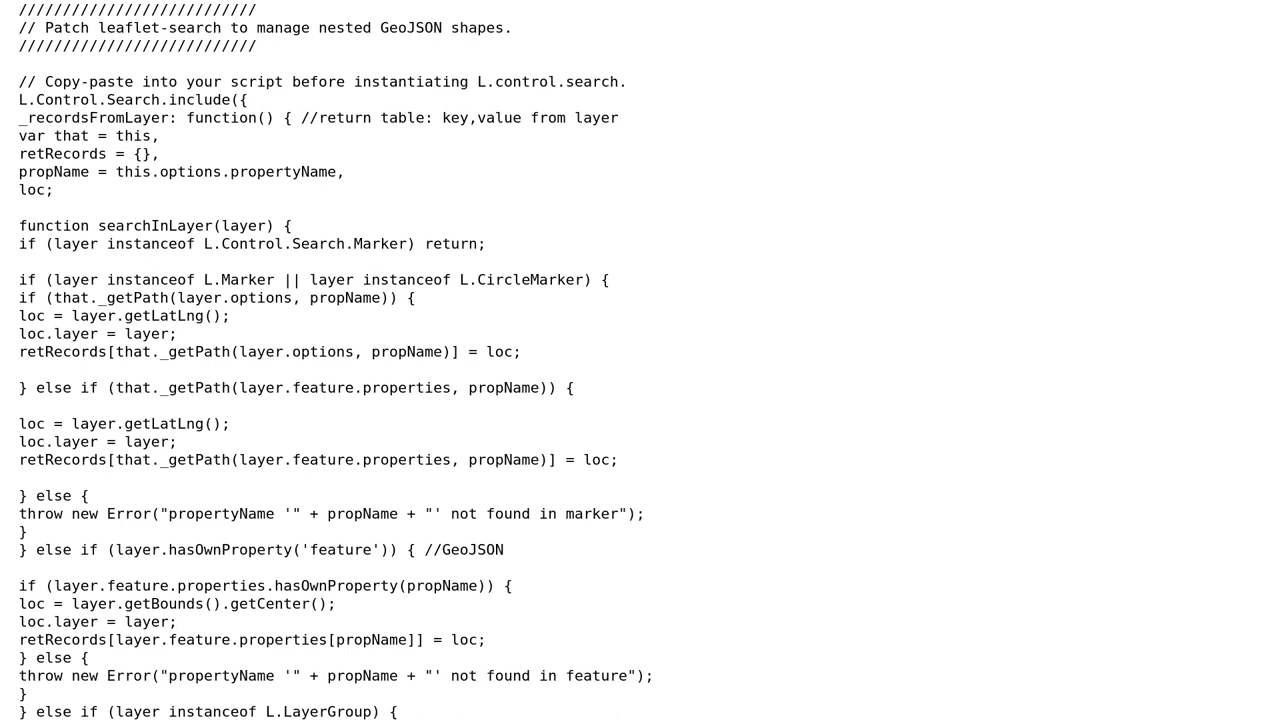 ///////////////////////////
// Patch leaflet-search to manage nested GeoJSON shapes.
///////////////////////////
// Copy-paste into your script before instantiating L.control.search.
L.Control.Search.include({
_recordsFromLayer: function() { //return table: key,value from layer
var that = this,
retRecords = {},
propName = this.options.propertyName,
loc;
function searchInLayer(layer) {
if (layer instanceof L.Control.Search.Marker) return;
if (layer instanceof L.Marker || layer instanceof L.CircleMarker) {
if (that._getPath(layer.options, propName)) {
loc = layer.getLatLng();
loc.layer = layer;
retRecords[that._getPath(layer.options, propName)] = loc;
} else if (that._getPath(layer.feature.properties, propName)) {
loc = layer.getLatLng();
loc.layer = layer;
retRecords[that._getPath(layer.feature.properties, propName)] = loc;
} else {
throw new Error("propertyName '" + propName + "' not found in marker");
}
} else if (layer.hasOwnProperty('feature')) { //GeoJSON
if (layer.feature.properties.hasOwnProperty(propName)) {
loc = layer.getBounds().getCenter();
loc.layer = layer;
retRecords[layer.feature.properties[propName]] = loc;
} else {
throw new Error("propertyName '" + propName + "' not found in feature");
}
} else if (layer instanceof L.LayerGroup) {